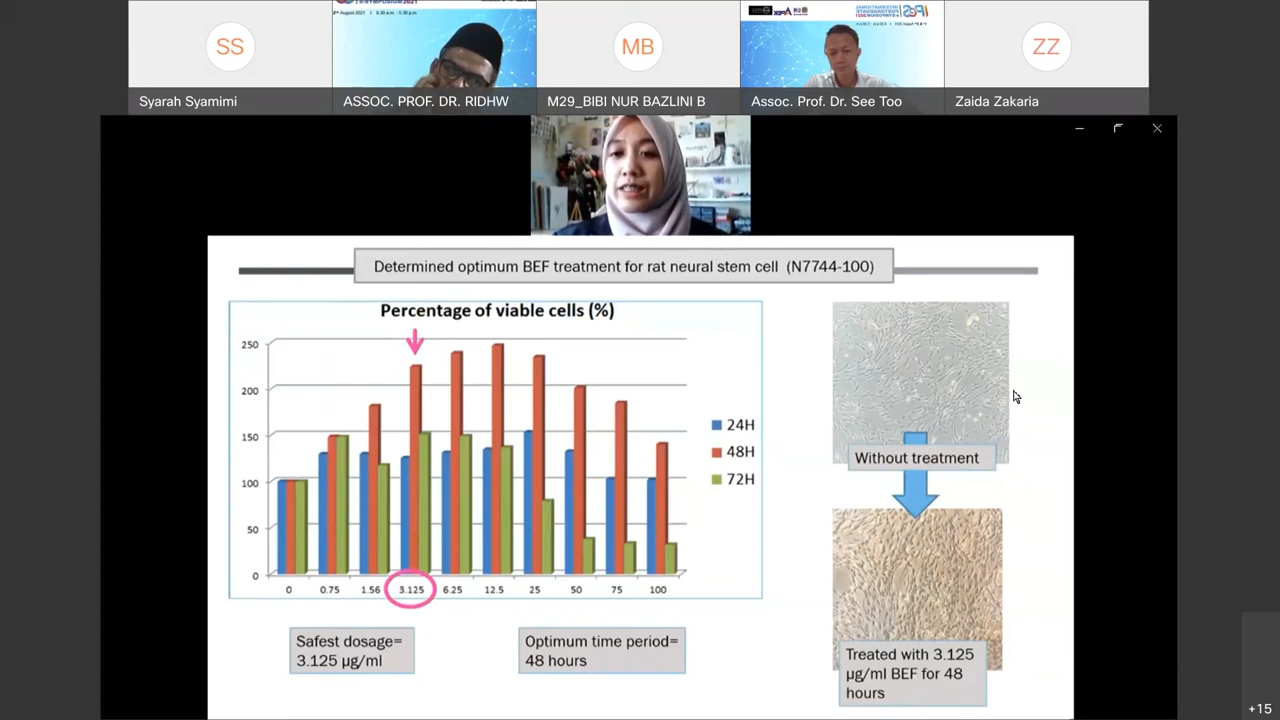 SYMPOSIUM 2021
August 2021
SS
MB
ZZ
Syarah Syamimi
ASSOC. PROF. DR. RIDHW
M29_BIBI NUR BAZLINI B
Assoc. Prof. Dr. See Too
Zaida Zakaria
Determined optimum BEF treatment for rat neural stem cell (N7744-100)
Percentage of viable cells (%)
250
200
150
100
50
0
0 0.75 1.56 3.125 6.25 12.5 25 50 75 100
24H
48H
72H
Safest dosage=
3.125 µg/ml
Optimum time period=
48 hours
Without treatment
Treated with 3.125
µg/ml BEF for 48
hours
+15